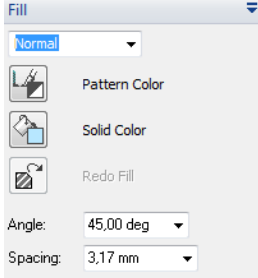 Fill
Normal
Pattern Color
Solid Color
Redo Fill
Angle: 45,00 deg
Spacing: 3,17 mm